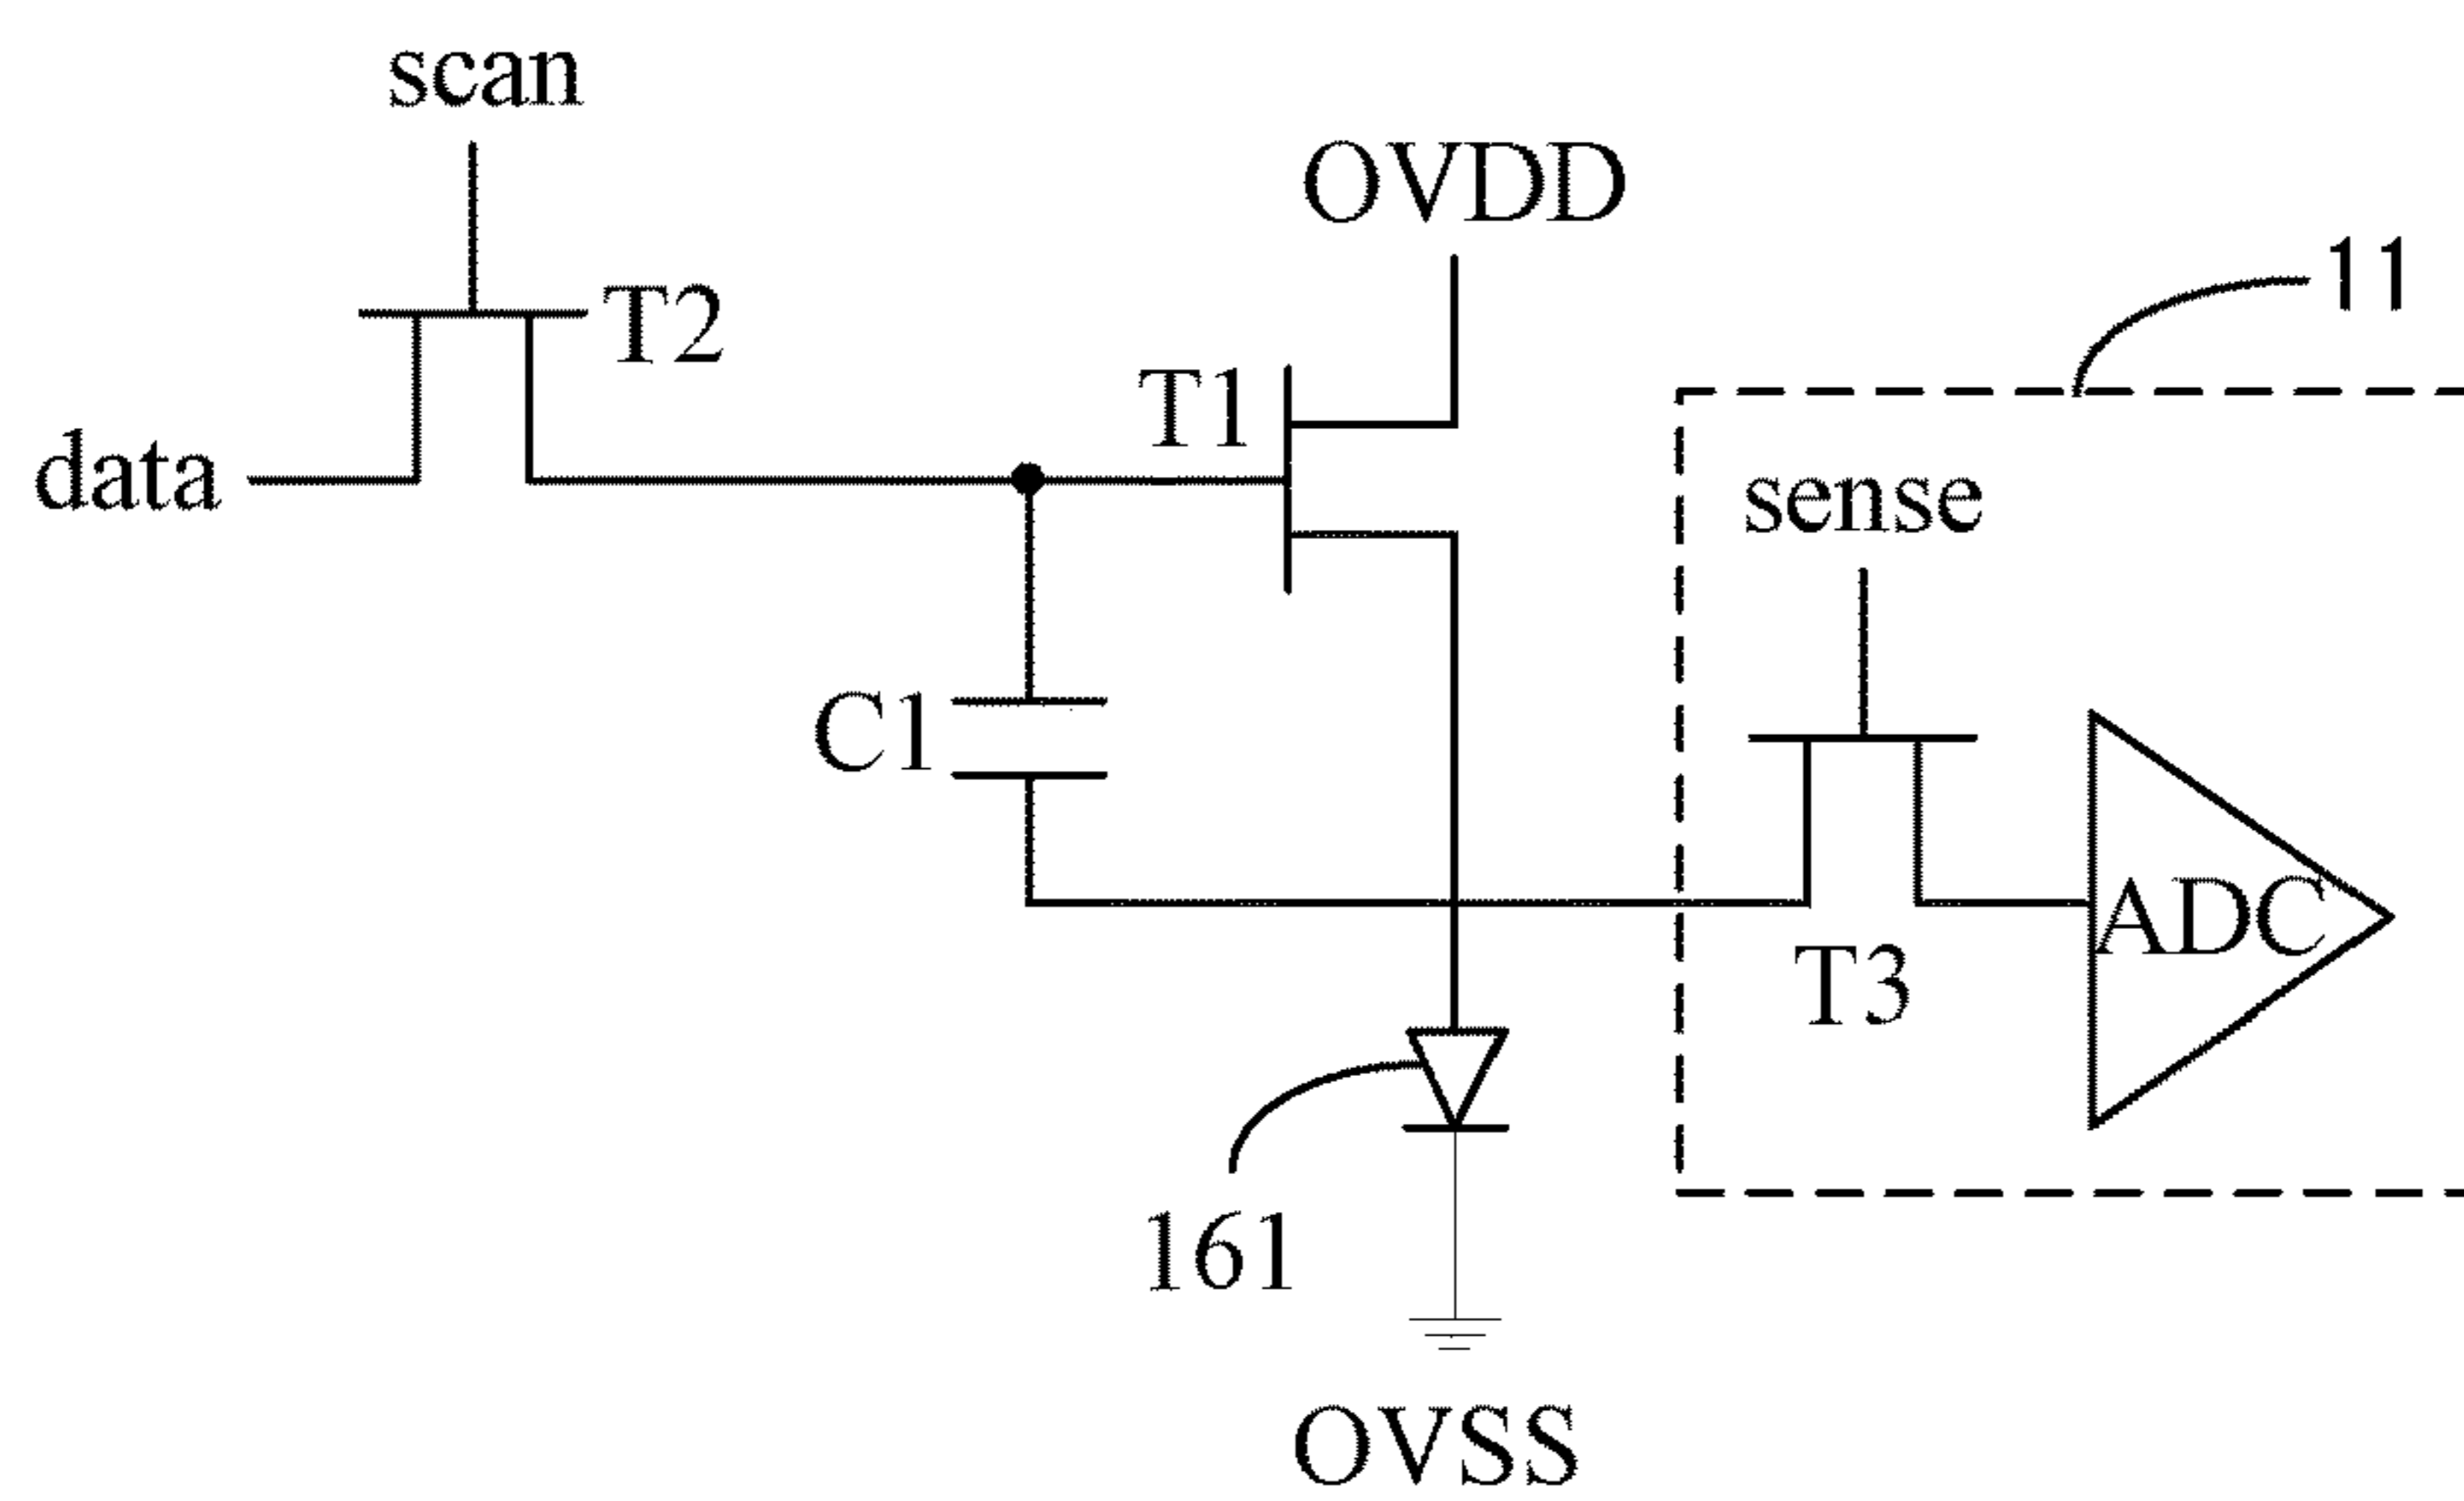 scan
OVDD
11
T2
T1
data
sense
C1
ADC
T3
161
OVSS